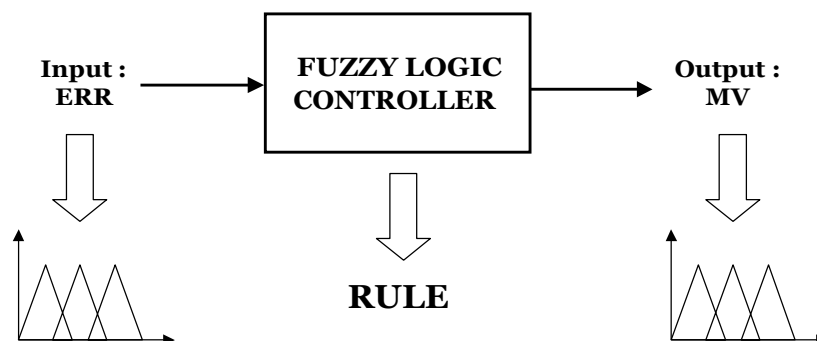 Input :
ERR
FUZZY LOGIC
CONTROLLER
Output :
MV
RULE